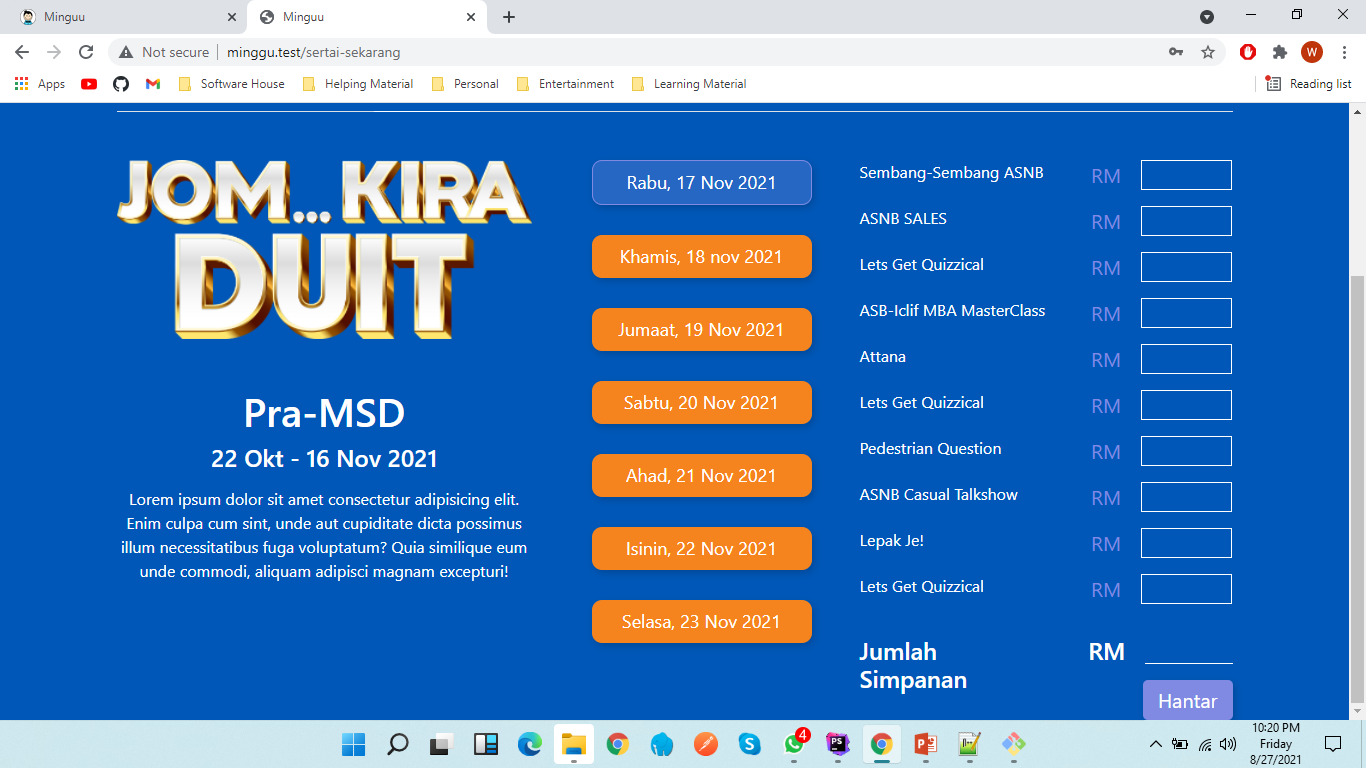 Minguu
Minguu
Not secure
minggu.test/sertai-sekarang
W
Apps
Software House
Helping Material
Personal
Entertainment
Learning Material
Reading list
JOM... KIRA
DUIT
Pra-MSD
22 Okt - 16 Nov 2021
Lorem ipsum dolor sit amet consectetur adipisicing elit.
Enim culpa cum sint, unde aut cupiditate dicta possimus
illum necessitatibus fuga voluptatum? Quia similique eum
unde commodi, aliquam adipisci magnam excepturi!
Rabu, 17 Nov 2021
Khamis, 18 nov 2021
Jumaat, 19 Nov 2021
Sabtu, 20 Nov 2021
Ahad, 21 Nov 2021
Isinin, 22 Nov 2021
Selasa, 23 Nov 2021
Sembang-Sembang ASNB RM
ASNB SALES RM
Lets Get Quizzical RM
ASB-Iclif MBA MasterClass RM
Attana RM
Lets Get Quizzical RM
Pedestrian Question RM
ASNB Casual Talkshow RM
Lepak Je! RM
Lets Get Quizzical RM
Jumlah RM
Simpanan
Hantar
4
PS
10:20 PM
Friday
8/27/2021